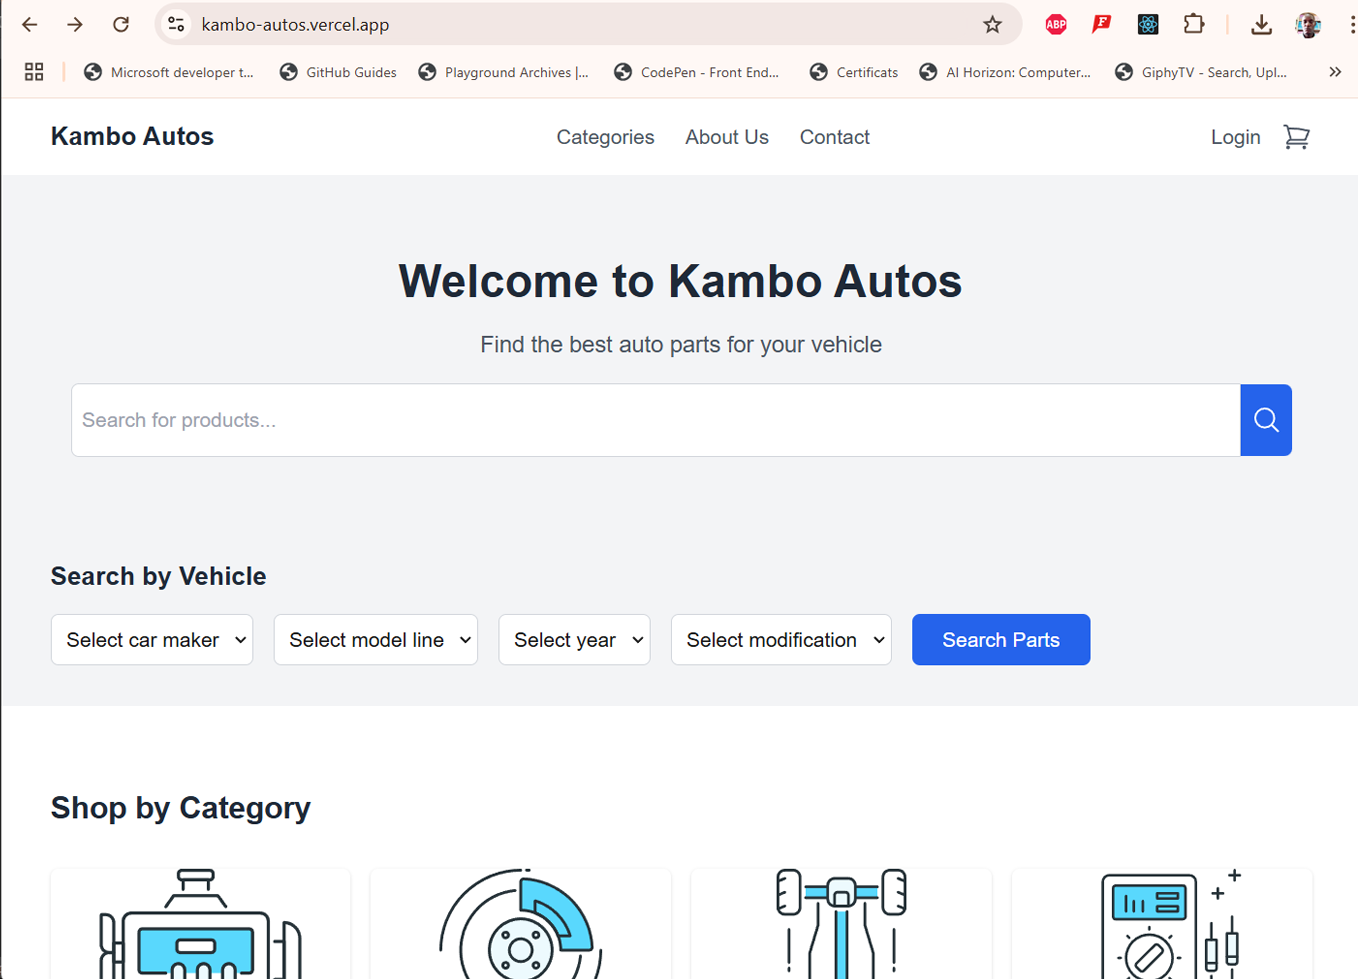 kambo-autos.vercel.app
ABP
F
Microsoft developer t...
GitHub Guides
Playground Archives |...
CodePen - Front End...
Certificats
AI Horizon: Computer...
GiphyTV - Search, Upl...
Kambo Autos
Categories
About Us
Contact
Login
Welcome to Kambo Autos
Find the best auto parts for your vehicle
Search for products...
Search by Vehicle
Select car maker
Select model line
Select year
Select modification
Search Parts
Shop by Category